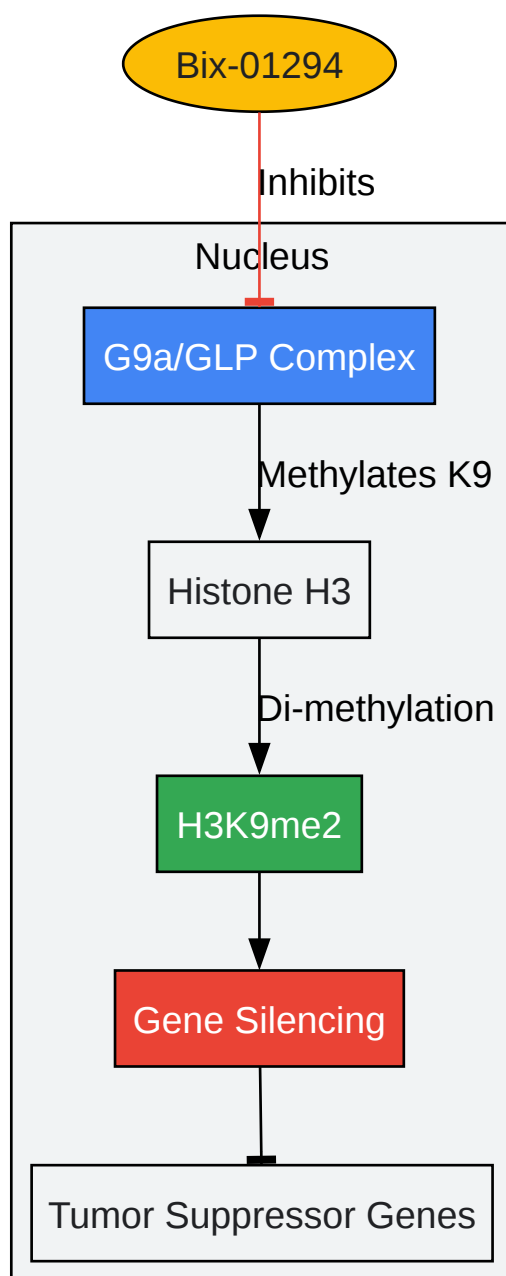 Bix-01294
Inhibits
Nucleus
G9a/GLP Complex
Methylates K9
Histone H3
Di-methylation
H3K9me2
Gene Silencing
Tumor Suppressor Genes